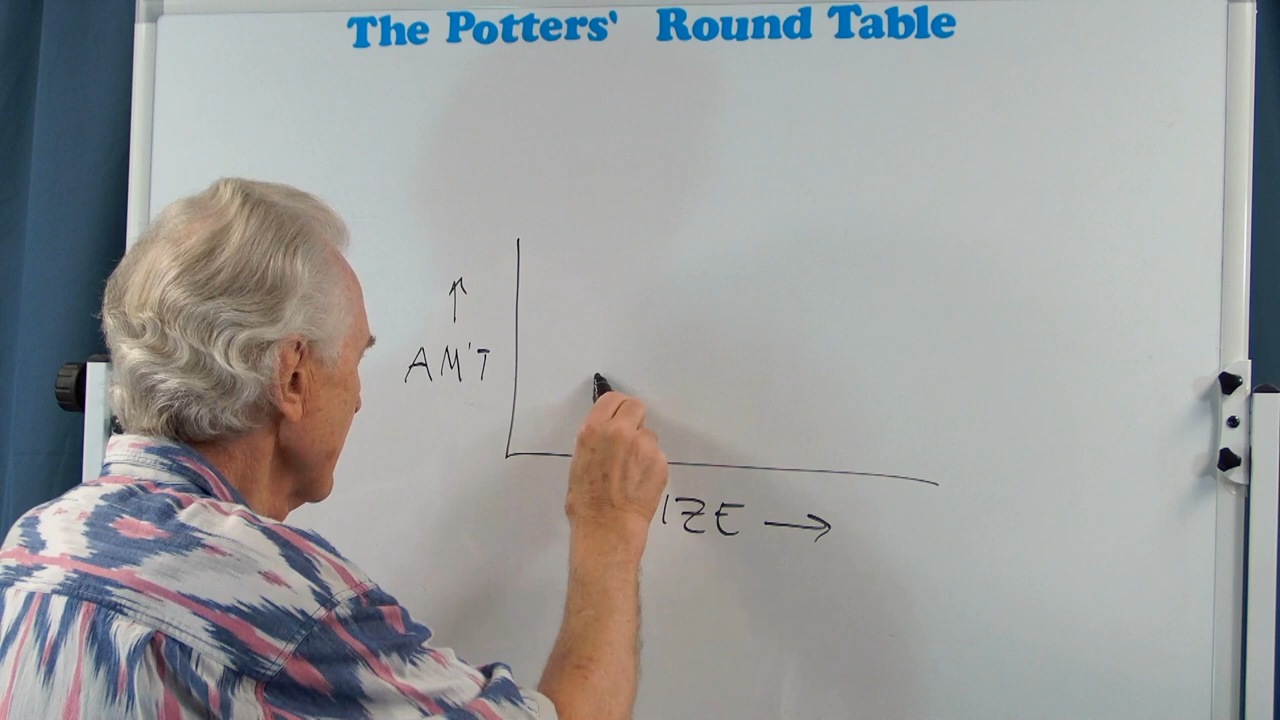 The Potters' Round Table
↑
AM'T
IZE →